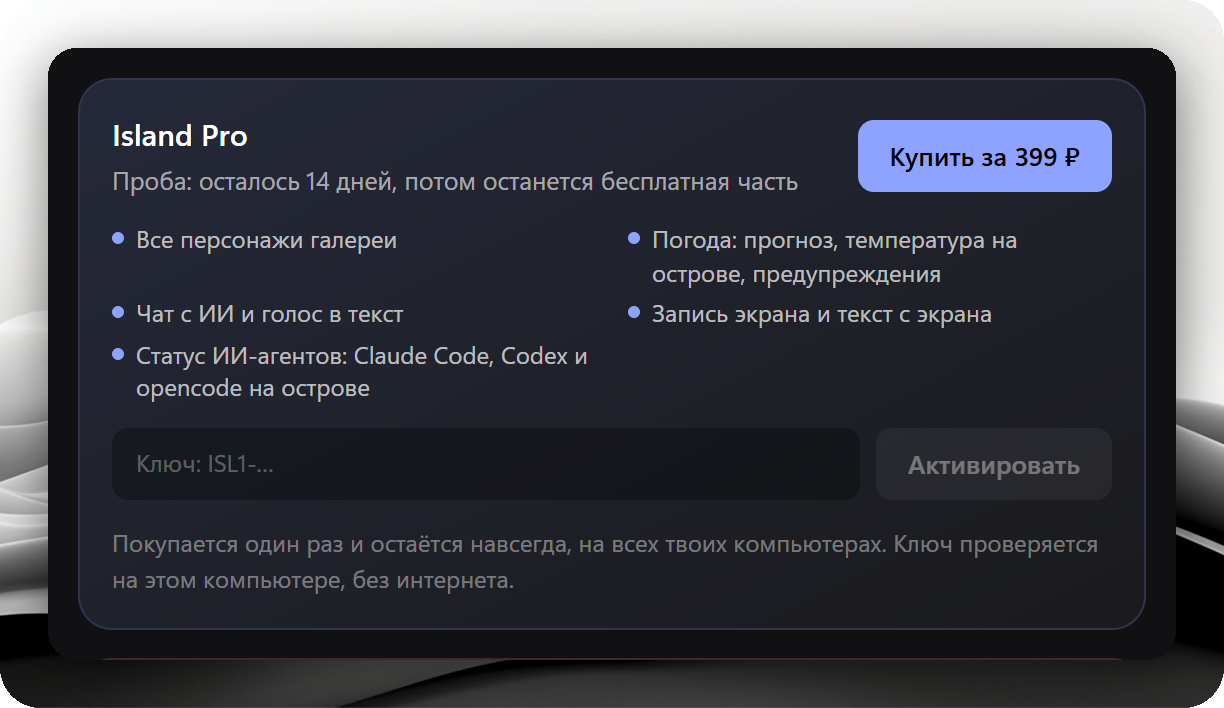 Island Pro
Проба: осталось 14 дней, потом останется бесплатная часть
Купить за 399 ₽
Все персонажи галереи
Погода: прогноз, температура на
острове, предупреждения
Чат с ИИ и голос в текст
Запись экрана и текст с экрана
Статус ИИ-агентов: Claude Code, Codex и
opencode на острове
Ключ: ISL1-...
Активировать
Покупается один раз и остаётся навсегда, на всех твоих компьютерах. Ключ проверяется
на этом компьютере, без интернета.